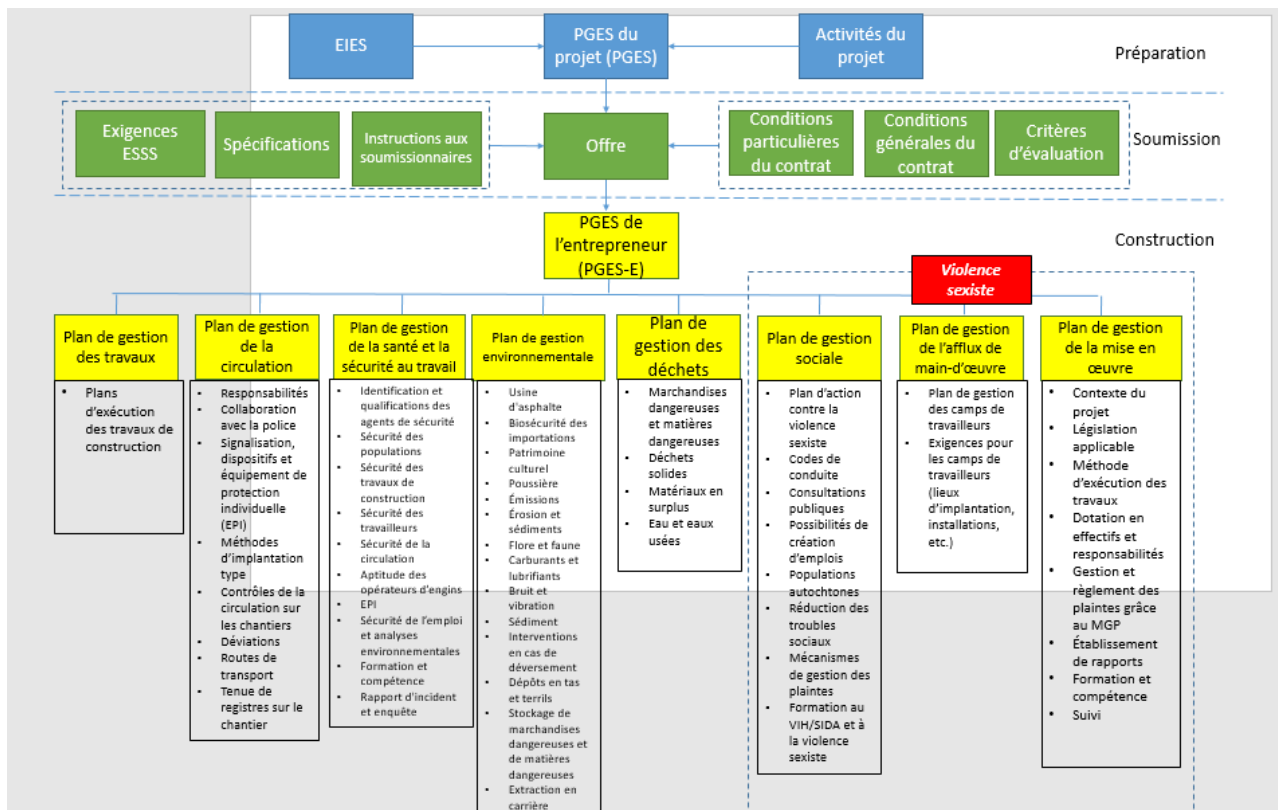 EIES
PGES du
projet (PGES)
Activités du
projet
Préparation
Exigences
ESSS
Spécifications
Instructions aux
soumissionnaires
Offre
Conditions
particulières
du contrat
Conditions
générales du
contrat
Critères
d'évaluation
Soumission
PGES de
l'entrepreneur
(PGES-E)
Construction
Violence
sexiste
Plan de gestion
des travaux
• Plans
d'exécution
des travaux de
construction
Plan de gestion
de la
circulation
• Responsabilités
• Collaboration
avec la police
• Signalisation,
dispositifs et
équipement de
protection
individuelle
(EPI)
• Méthodes
d'implantation
type
• Contrôles de la
circulation sur
les chantiers
• Déviations
• Routes de
transport
• Tenue de
registres sur le
chantier
Plan de gestion
de la santé et la
sécurité au travail
• Identification et
qualifications des
agents de sécurité
• Sécurité des
populations
• Sécurité des
travaux de
construction
• Sécurité des
travailleurs
• Sécurité de la
circulation
• Aptitude des
opérateurs d'engins
• EPI
• Sécurité de l'emploi
et analyses
environnementales
• Formation et
compétence
• Rapport d'incident
et enquête
Plan de gestion
environnementale
• Usine
d'asphalte
• Biosécurité des
importations
• Patrimoine
culturel
• Poussière
• Émissions
• Érosion et
sédiments
• Flore et faune
• Carburants et
lubrifiants
• Bruit et
vibration
• Sédiment
• Interventions
en cas de
déversement
• Dépôts en tas
et terrils
• Stockage de
marchandises
dangereuses et
de matières
dangereuses
• Extraction en
carrière
Plan de
gestion des
déchets
• Marchandises
dangereuses
et matières
dangereuses
• Déchets
solides
• Matériaux en
surplus
• Eau et eaux
usées
Plan de gestion
sociale
• Plan d'action
contre la
violence
sexiste
• Codes de
conduite
• Consultations
publiques
• Possibilités de
création
d'emplois
• Populations
autochtones
• Réduction des
troubles
sociaux
• Mécanismes
de gestion des
plaintes
• Formation au
VIH/SIDA et à
la violence
sexiste
Plan de gestion
de l'afflux de
main-d'œuvre
• Plan de gestion
des camps de
travailleurs
• Exigences pour
les camps de
travailleurs
(lieux
d'implantation,
installations,
etc.)
Plan de gestion
de la mise en
œuvre
• Contexte du
projet
• Législation
applicable
• Méthode
d'exécution des
travaux
• Dotation en
effectifs et
responsabilités
• Gestion et
règlement des
plaintes grâce
au MGP
• Établissement
de rapports
• Formation et
compétence
• Suivi